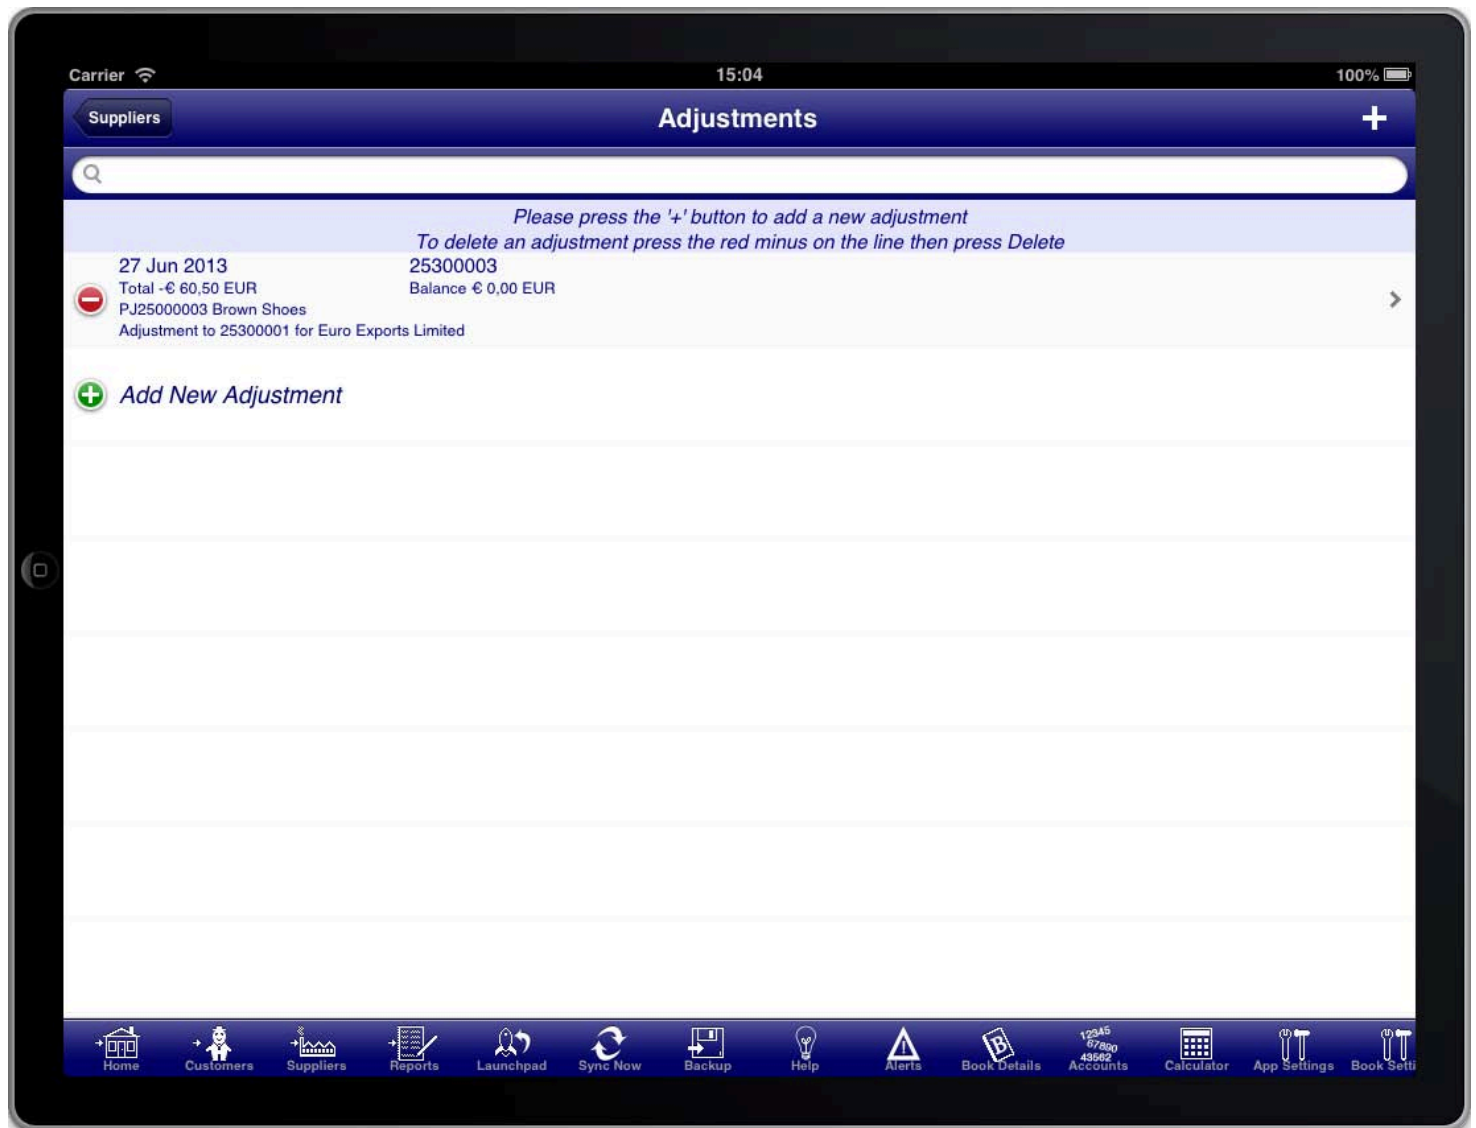 Carrier 15:04 100%
Suppliers Adjustments +
Please press the '+' button to add a new adjustment
To delete an adjustment press the red minus on the line then press Delete
27 Jun 2013 25300003
Total -€ 60,50 EUR Balance € 0,00 EUR
PJ25000003 Brown Shoes
Adjustment to 25300001 for Euro Exports Limited
Add New Adjustment
12345
67890
43562
Home Customers Suppliers Reports Launchpad Sync Now Backup Help Alerts Book Details Accounts Calculator App Settings Book Setti